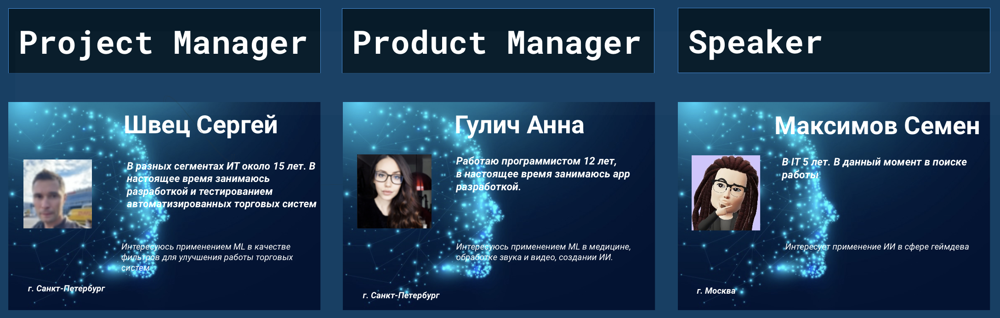 Project Manager
Product Manager
Speaker
Швец Сергей
В разных сегментах ИТ около 15 лет. В
настоящее время занимаюсь
разработкой и тестированием
автоматизированных торговых систем
Интересуюсь применением ML в качестве
фильтров для улучшения работы торговых
систем
г. Санкт-Петербург
Гулич Анна
Работаю программистом 12 лет,
в настоящее время занимаюсь app
разработкой.
Интересуюсь применением ML в медицине,
обработке звука и видео, создании ИИ.
г. Санкт-Петербург
Максимов Семен
В IT 5 лет. В данный момент в поиске
работы
Интересует применение ИИ в сфере геймдева
г. Москва